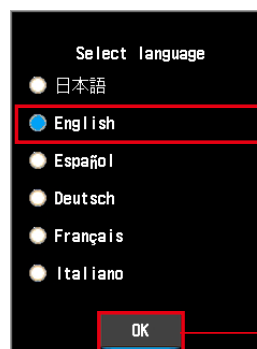 Select language
日本語
English
Español
Deutsch
Français
Italiano
OK